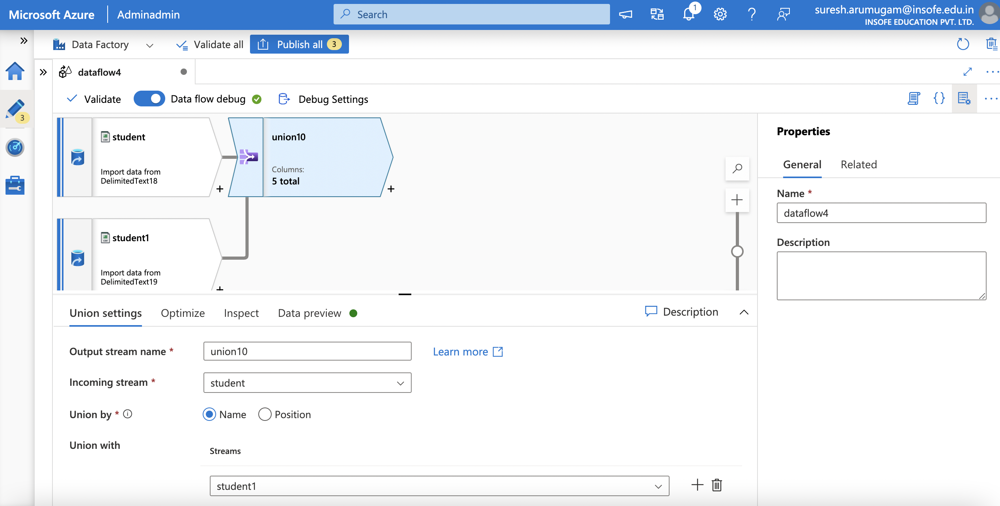 Microsoft Azure
Adminadmin
Search
1
suresh.arumugam@insofe.edu.in
INSOFE EDUCATION PVT. LTD.
Data Factory
Validate all
Publish all 3
dataflow4
Validate
Data flow debug
Debug Settings
3
student
Import data from
DelimitedText18
+
union10
Columns:
5 total
+
student1
Import data from
DelimitedText19
+
Properties
General
Related
Name *
dataflow4
Description
Union settings
Optimize
Inspect
Data preview
Description
Output stream name *
union10
Learn more
Incoming stream *
student
Union by *
Name
Position
Union with
Streams
student1